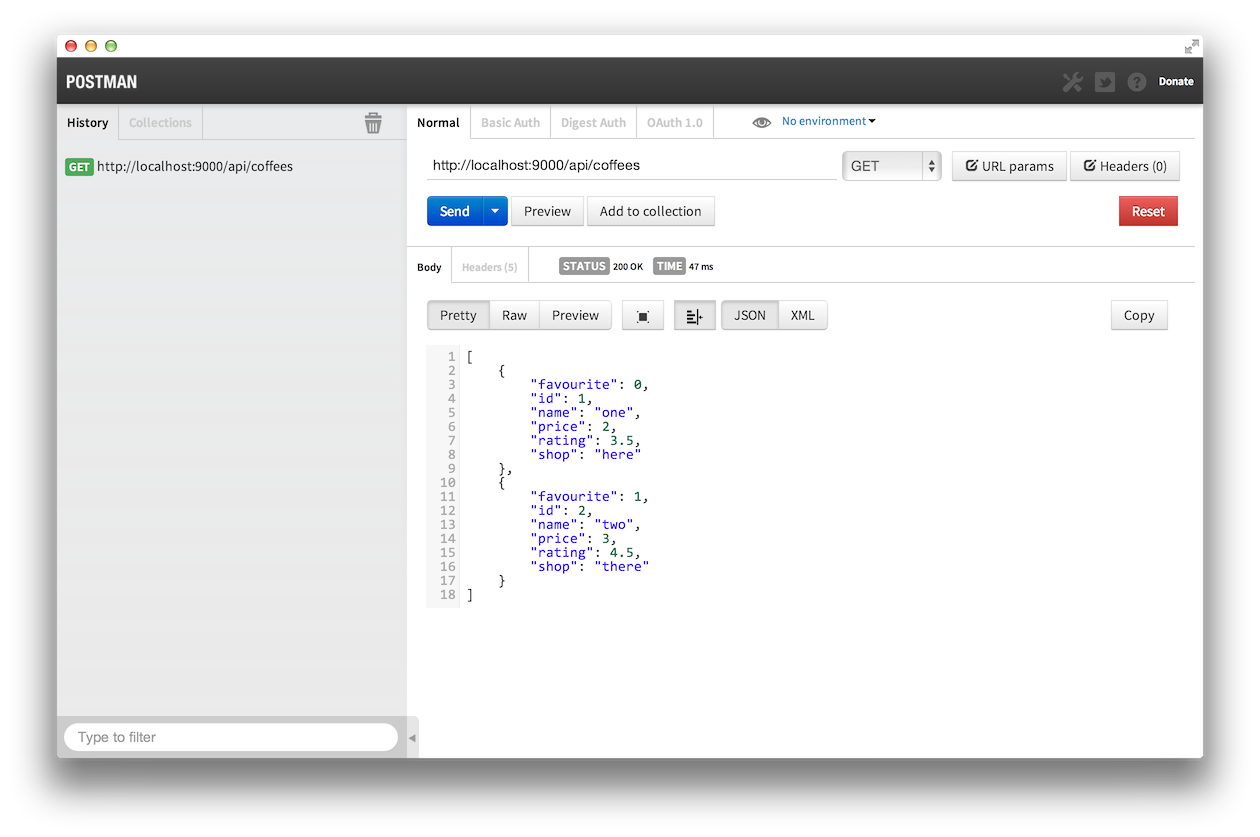 POSTMAN
Donate
History
Collections
GET http://localhost:9000/api/coffees
Type to filter
Normal
Basic Auth
Digest Auth
OAuth 1.0
No environment
http://localhost:9000/api/coffees
GET
URL params
Headers (0)
Send
Preview
Add to collection
Reset
Body
Headers (5)
STATUS 200 OK
TIME 47 ms
Pretty
Raw
Preview
JSON
XML
Copy
1 [
2 {
3 "favourite": 0,
4 "id": 1,
5 "name": "one",
6 "price": 2,
7 "rating": 3.5,
8 "shop": "here"
9 },
10 {
11 "favourite": 1,
12 "id": 2,
13 "name": "two",
14 "price": 3,
15 "rating": 4.5,
16 "shop": "there"
17 }
18 ]